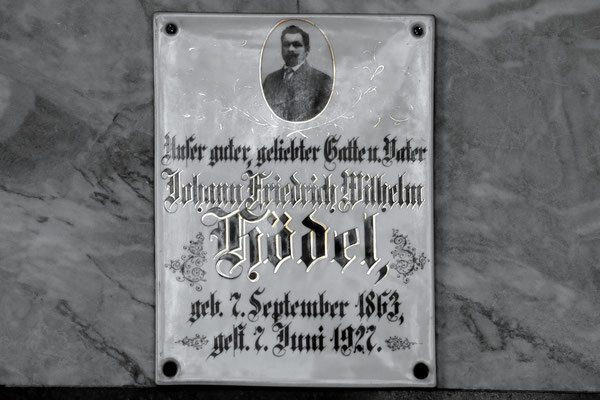 Unser guter, geliebter Gatte u. Vater
Johann Friedrich Wilhelm
Hödel,
geb. 7. September 1863,
gest. 7. Juni 1927.